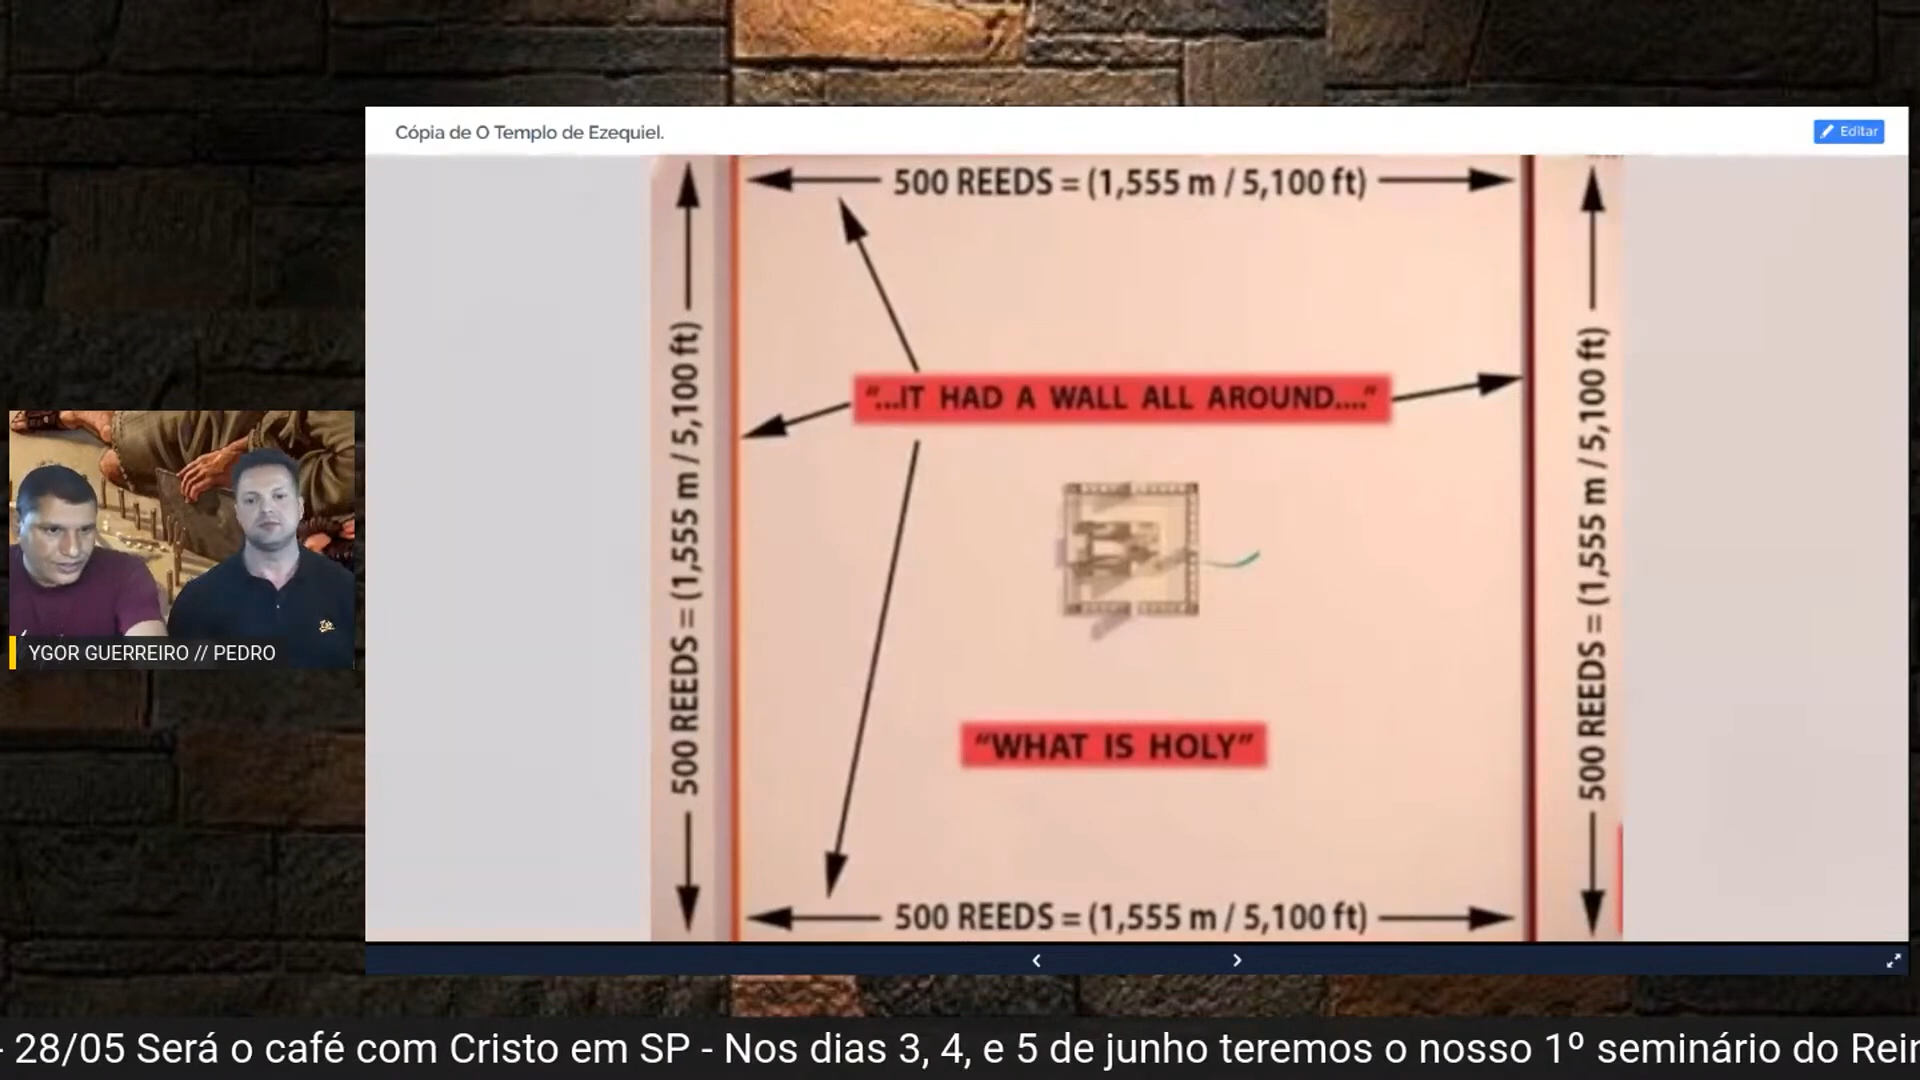 Cópia de O Templo de Ezequiel.
Editar
500 REEDS = (1,555 m / 5,100 ft)
500 REEDS = (1,555 m / 5,100 ft)
"...IT HAD A WALL ALL AROUND...."
500 REEDS = (1,555 m / 5,100 ft)
"WHAT IS HOLY"
500 REEDS = (1,555 m / 5,100 ft)
YGOR GUERREIRO // PEDRO
- 28/05 Será o café com Cristo em SP - Nos dias 3, 4, e 5 de junho teremos o nosso 1º seminário do